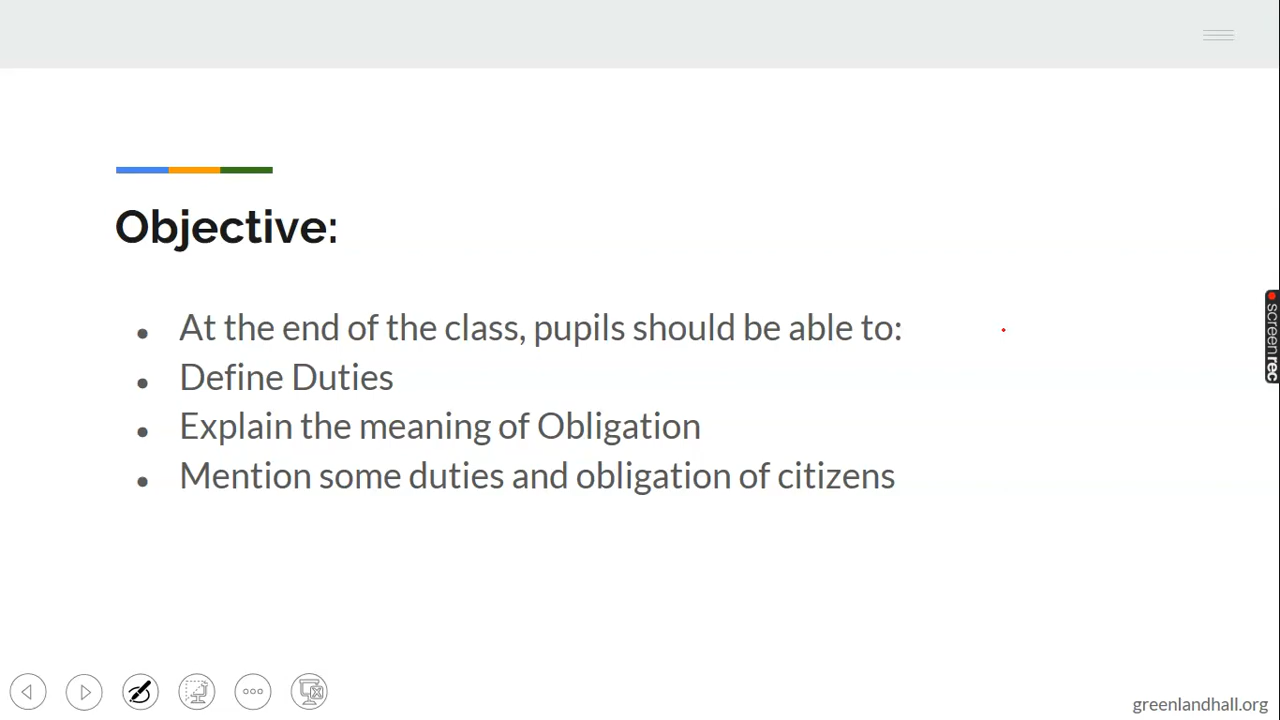 Objective:
At the end of the class, pupils should be able to:
Define Duties
Explain the meaning of Obligation
Mention some duties and obligation of citizens
screenrec
greenlandhall.org